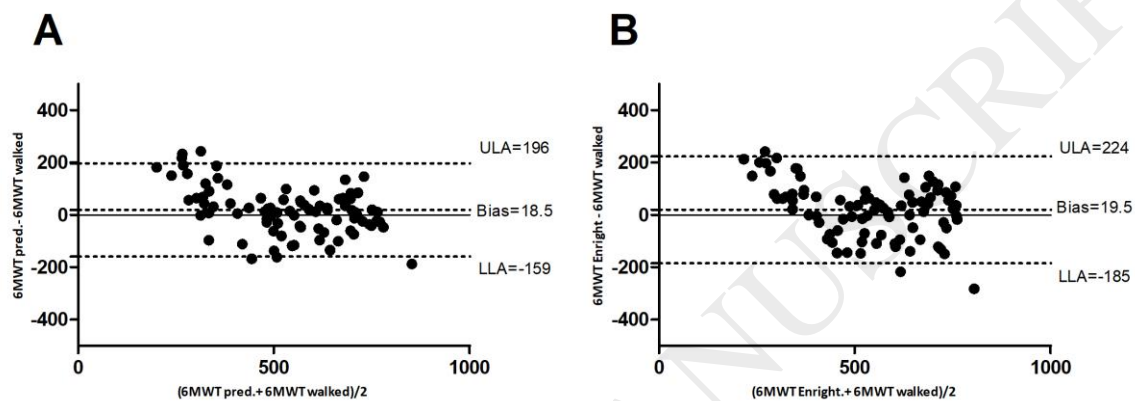 A
6MWT pred.- 6MWT walked
400
200
0
-200
-400
ULA=196
Bias=18.5
LLA=-159
0
500
1000
(6MWT pred.+ 6MWT walked)/2
B
6MWT Enright - 6MWT walked
400
200
0
-200
-400
ULA=224
Bias=19.5
LLA=-185
0
500
1000
(6MWT Enright.+ 6MWT walked)/2
NUSCRIP